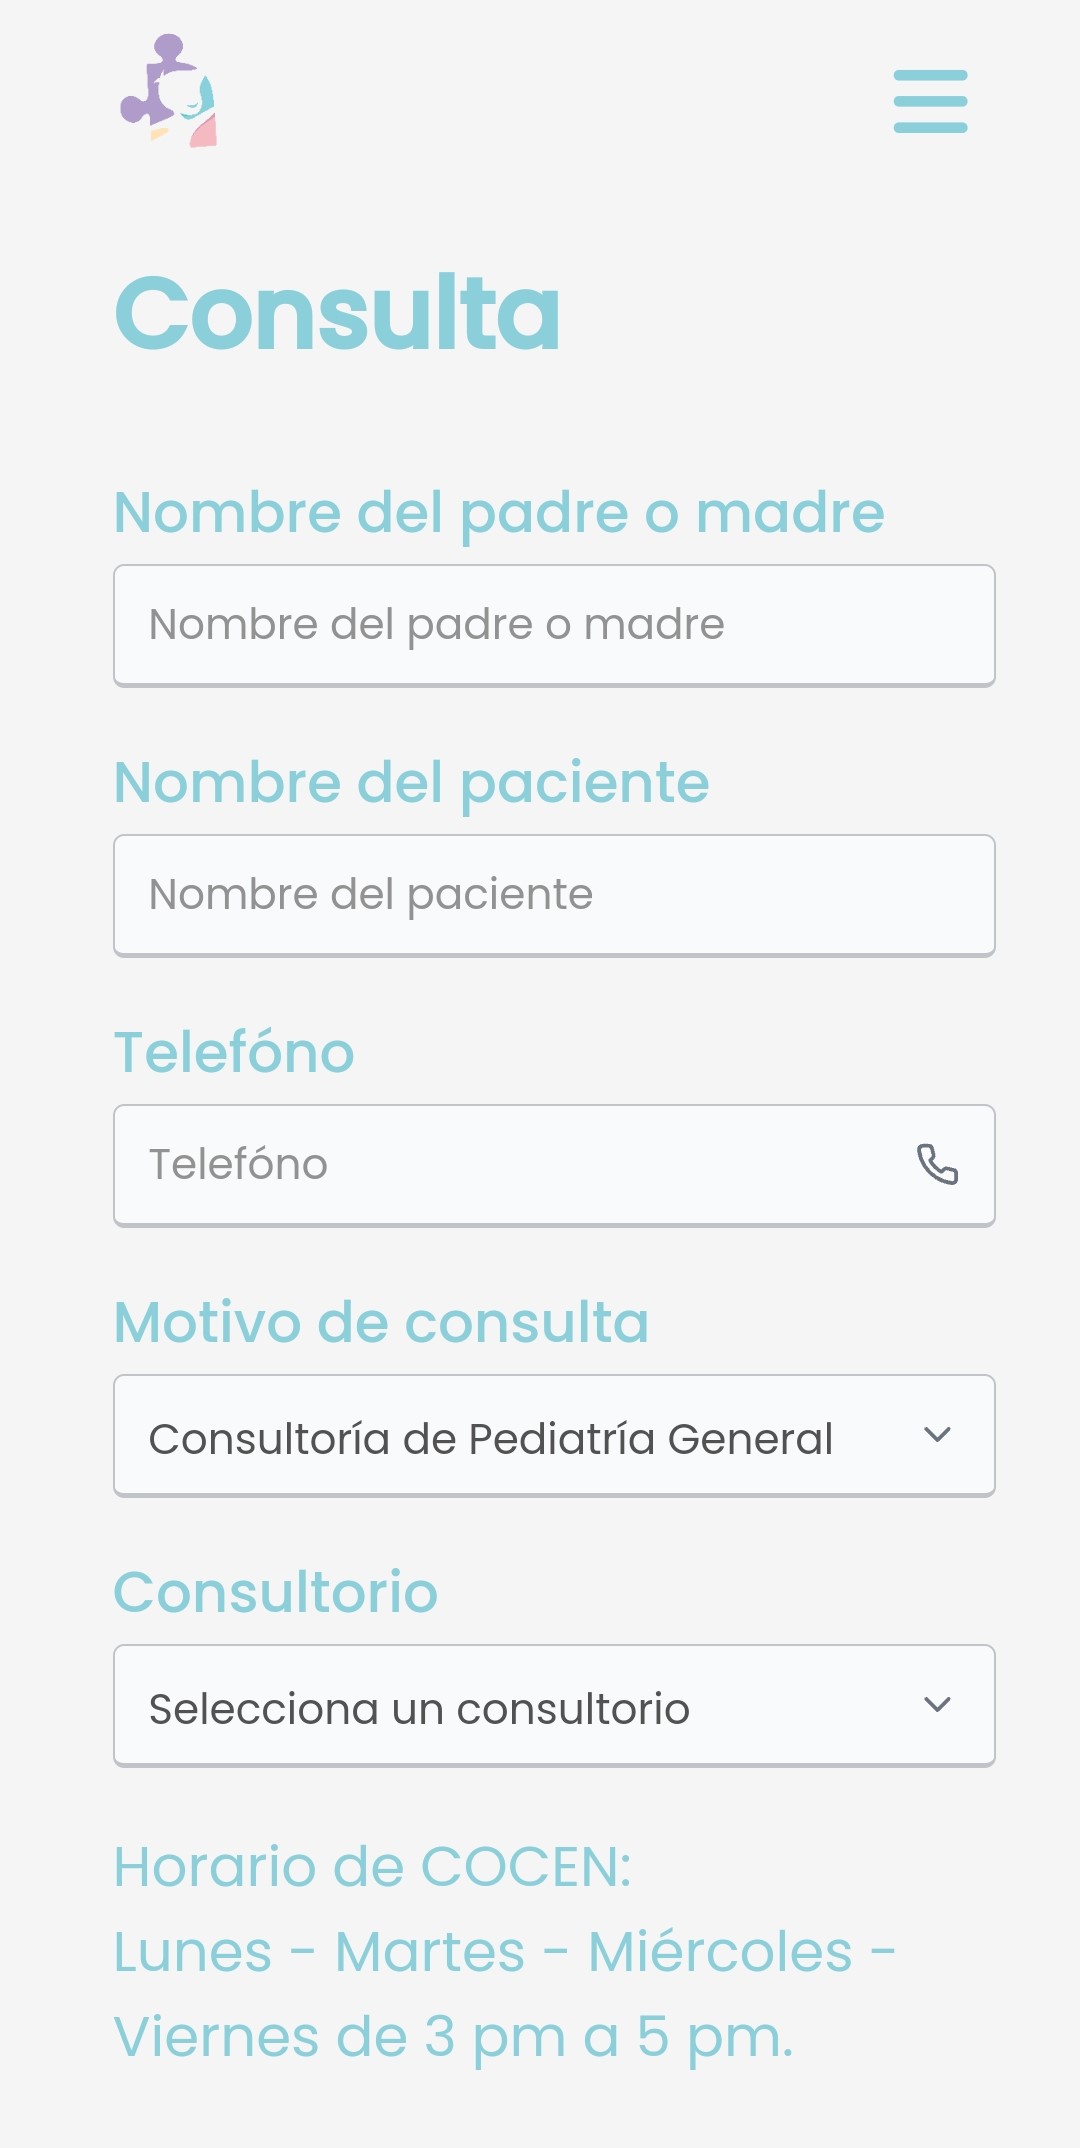 Consulta
Nombre del padre o madre
Nombre del padre o madre
Nombre del paciente
Nombre del paciente
Telefóno
Telefóno
Motivo de consulta
Consultoría de Pediatría General
Consultorio
Selecciona un consultorio
Horario de COCEN:
Lunes - Martes - Miércoles -
Viernes de 3 pm a 5 pm.